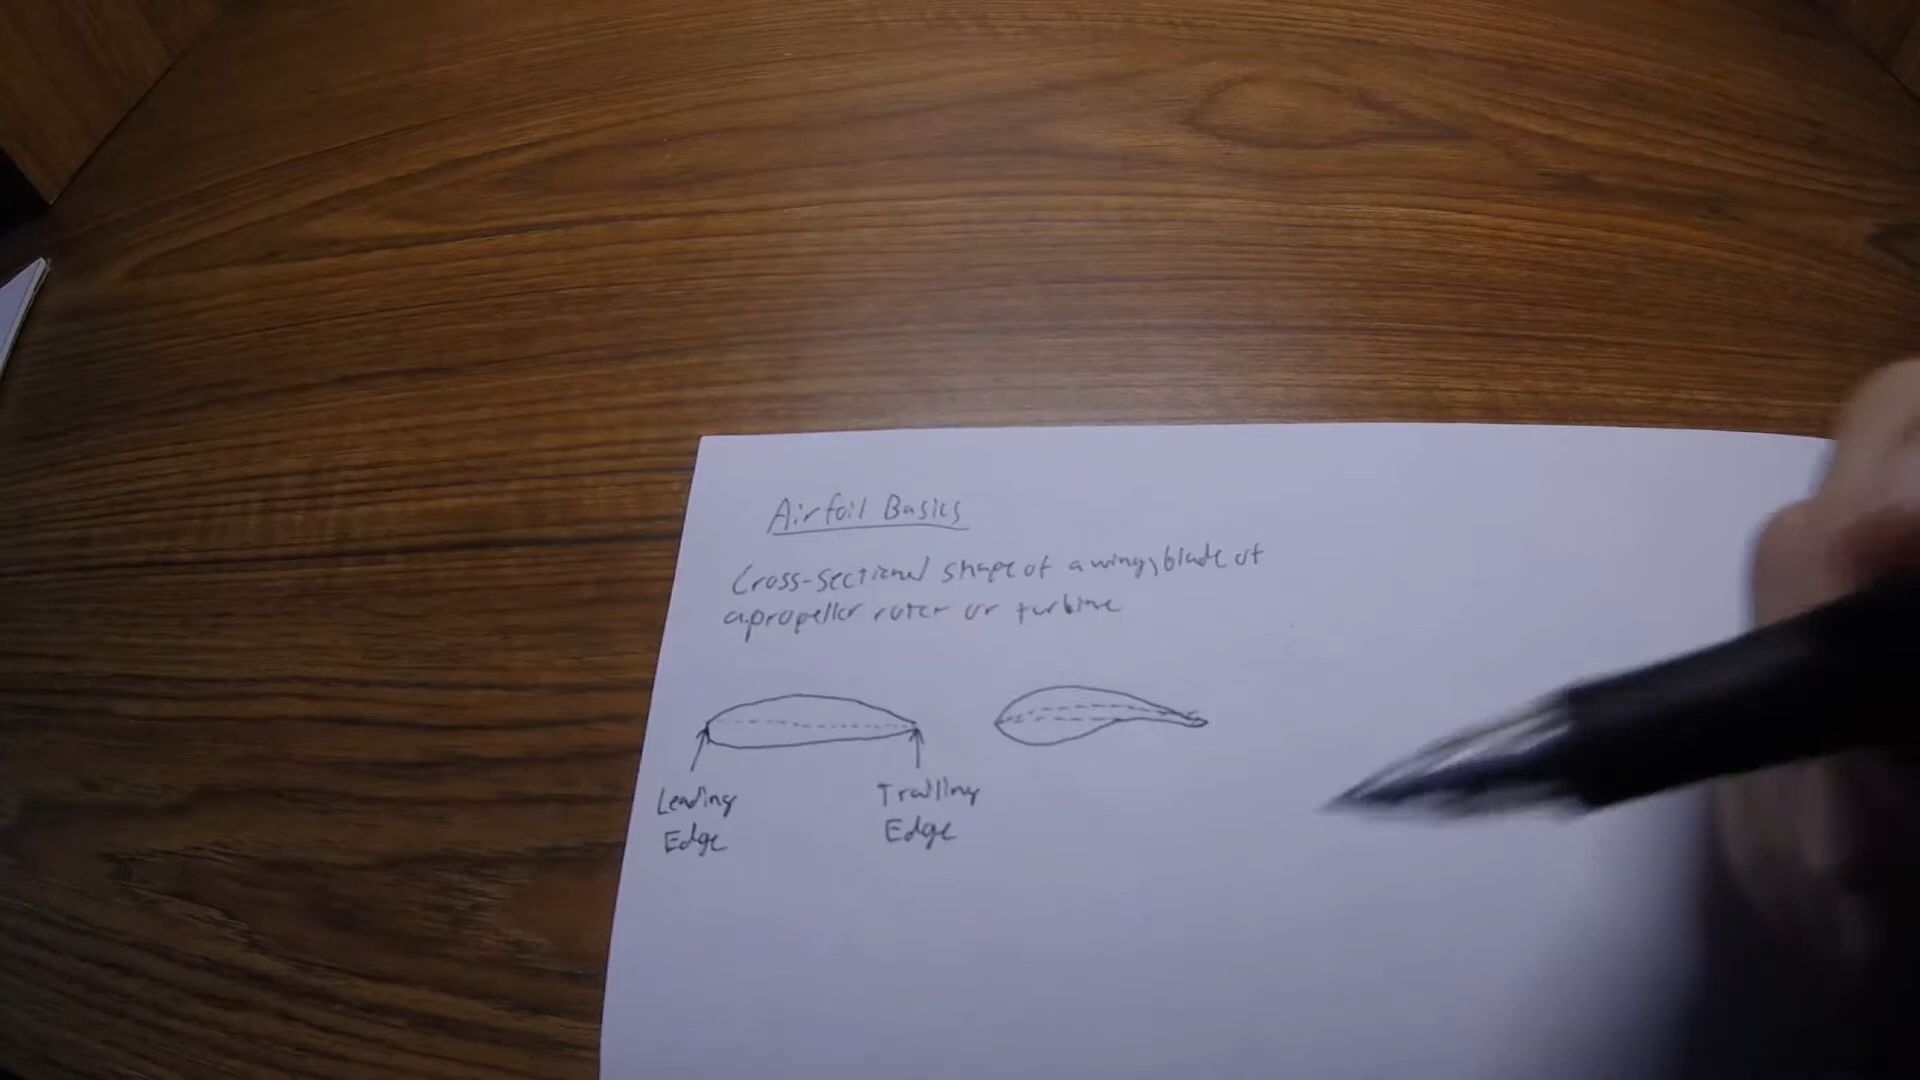 Airfoil Basics
Cross-sectional shape of a wing, blade of
a propeller rotor or turbine
Leading
Edge
Trailing
Edge